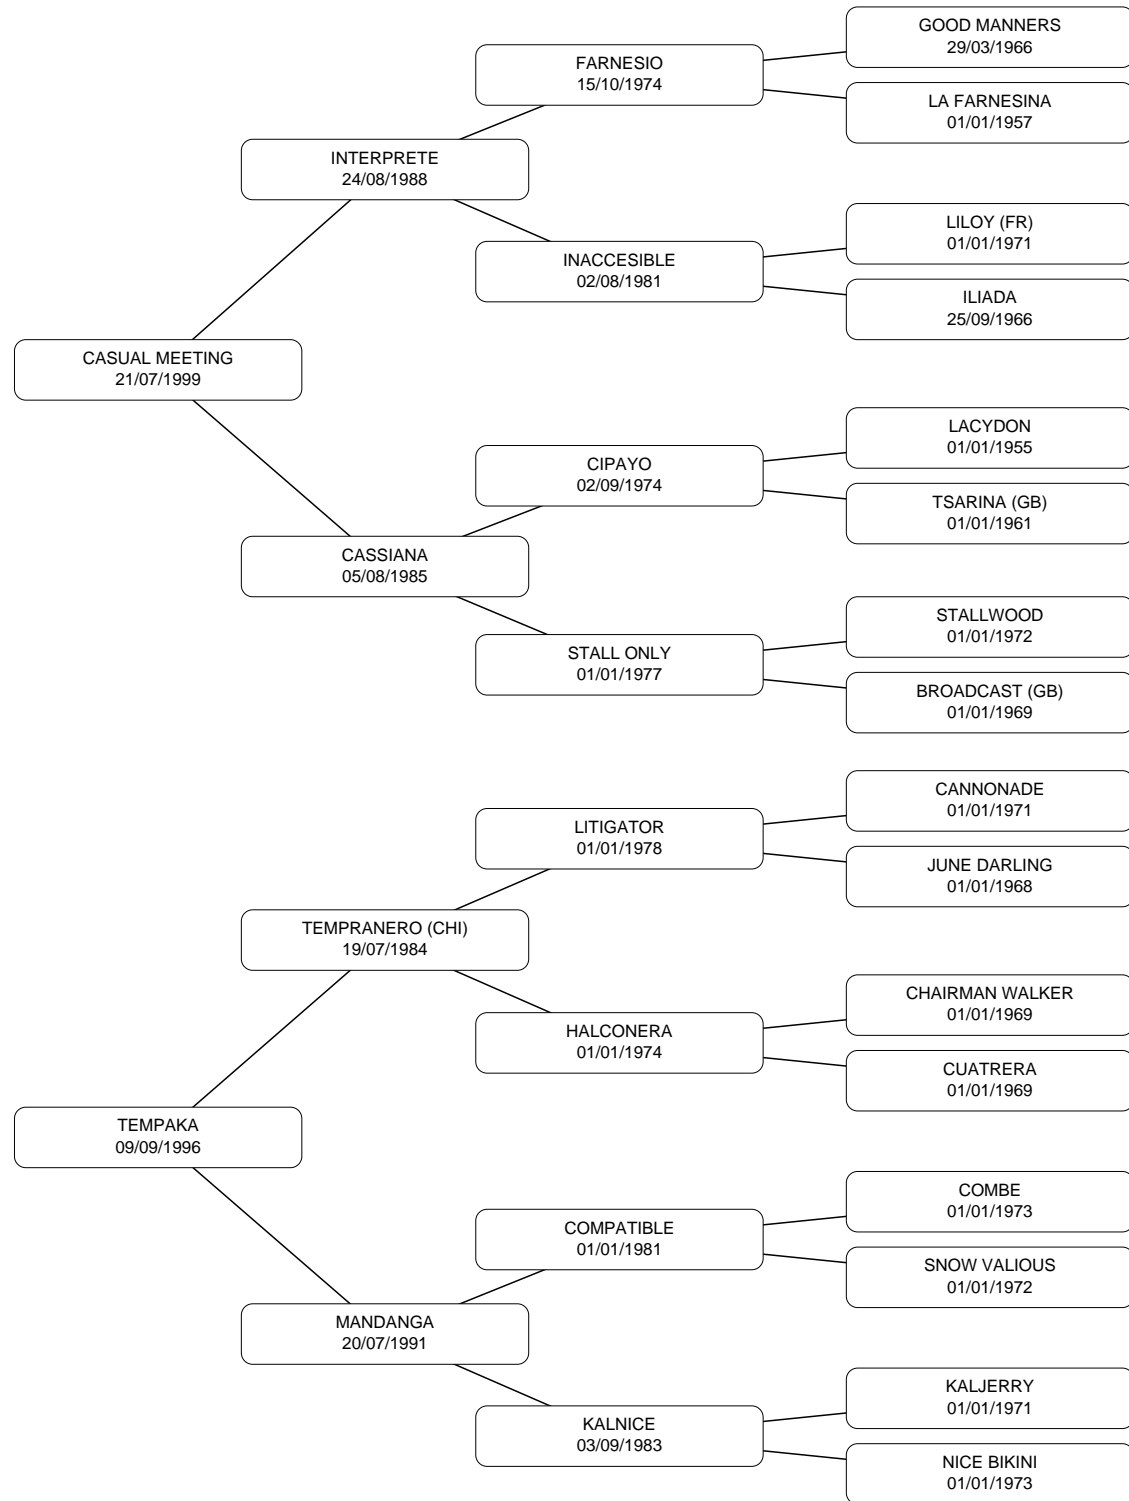 GOOD MANNERS
29/03/1966
FARNESIO
15/10/1974
LA FARNESINA
01/01/1957
INTERPRETE
24/08/1988
LILOY (FR)
01/01/1971
INACCESIBLE
02/08/1981
ILIADA
25/09/1966
CASUAL MEETING
21/07/1999
LACYDON
01/01/1955
CIPAYO
02/09/1974
TSARINA (GB)
01/01/1961
CASSIANA
05/08/1985
STALLWOOD
01/01/1972
STALL ONLY
01/01/1977
BROADCAST (GB)
01/01/1969
CANNONADE
01/01/1971
LITIGATOR
01/01/1978
JUNE DARLING
01/01/1968
TEMPRANERO (CHI)
19/07/1984
CHAIRMAN WALKER
01/01/1969
HALCONERA
01/01/1974
CUATRERA
01/01/1969
TEMPAKA
09/09/1996
COMBE
01/01/1973
COMPATIBLE
01/01/1981
SNOW VALIOUS
01/01/1972
MANDANGA
20/07/1991
KALJERRY
01/01/1971
KALNICE
03/09/1983
NICE BIKINI
01/01/1973